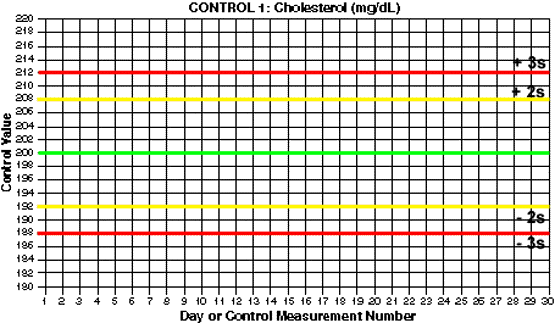 CONTROL 1: Cholesterol (mg/dL)
220
218
216
214
+ 3s
212
210
+ 2s
208
206
204
202
200
198
196
194
192
190
- 2s
188
- 3s
186
184
182
180
Control Value
1 2 3 4 5 6 7 8 9 10 11 12 13 14 15 16 17 18 19 20 21 22 23 24 25 26 27 28 29 30
Day or Control Measurement Number